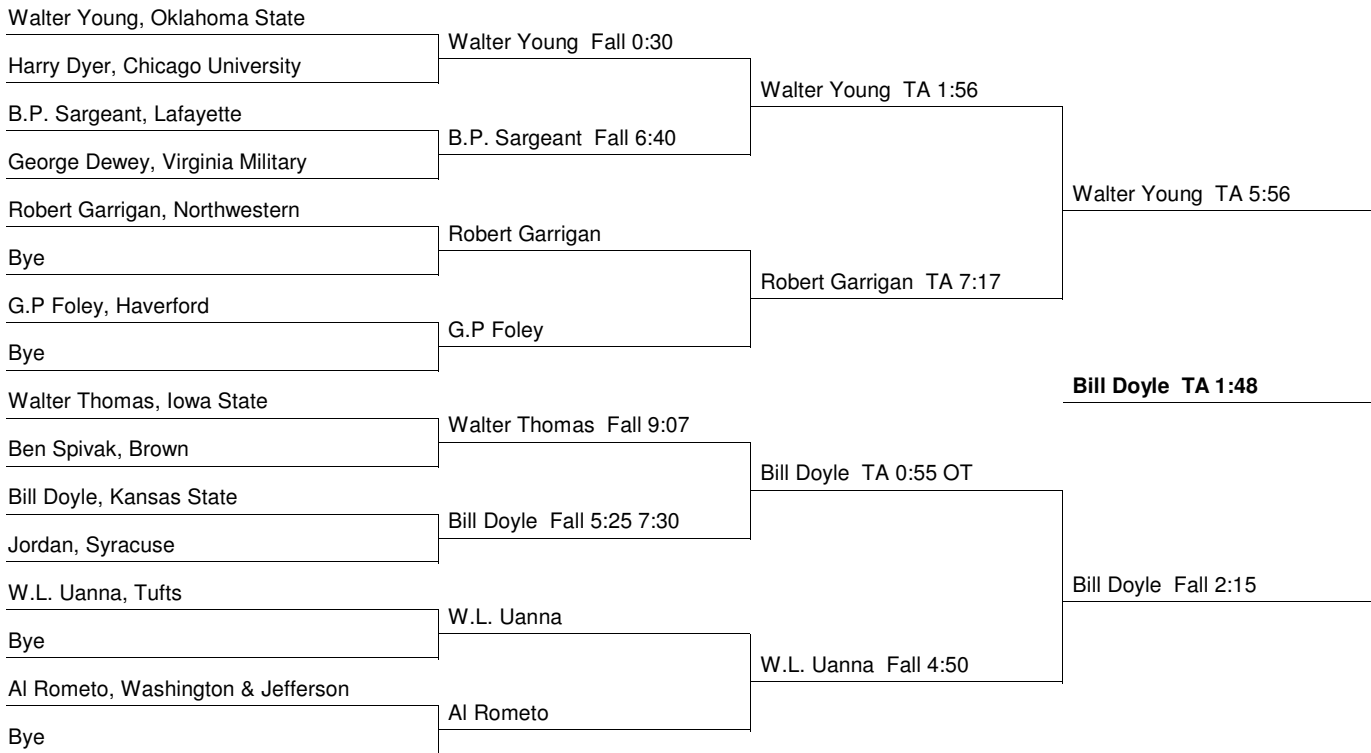 Walter Young, Oklahoma State
Harry Dyer, Chicago University
B.P. Sargeant, Lafayette
George Dewey, Virginia Military
Robert Garrigan, Northwestern
Bye
G.P Foley, Haverford
Bye
Walter Thomas, Iowa State
Ben Spivak, Brown
Bill Doyle, Kansas State
Jordan, Syracuse
W.L. Uanna, Tufts
Bye
Al Rometo, Washington & Jefferson
Bye
Walter Young  Fall 0:30
B.P. Sargeant  Fall 6:40
Robert Garrigan
G.P Foley
Walter Thomas  Fall 9:07
Bill Doyle  Fall 5:25 7:30
W.L. Uanna
Al Rometo
Walter Young  TA 1:56
Robert Garrigan  TA 7:17
Bill Doyle  TA 0:55 OT
W.L. Uanna  Fall 4:50
Walter Young  TA 5:56
Bill Doyle  TA 1:48
Bill Doyle  Fall 2:15